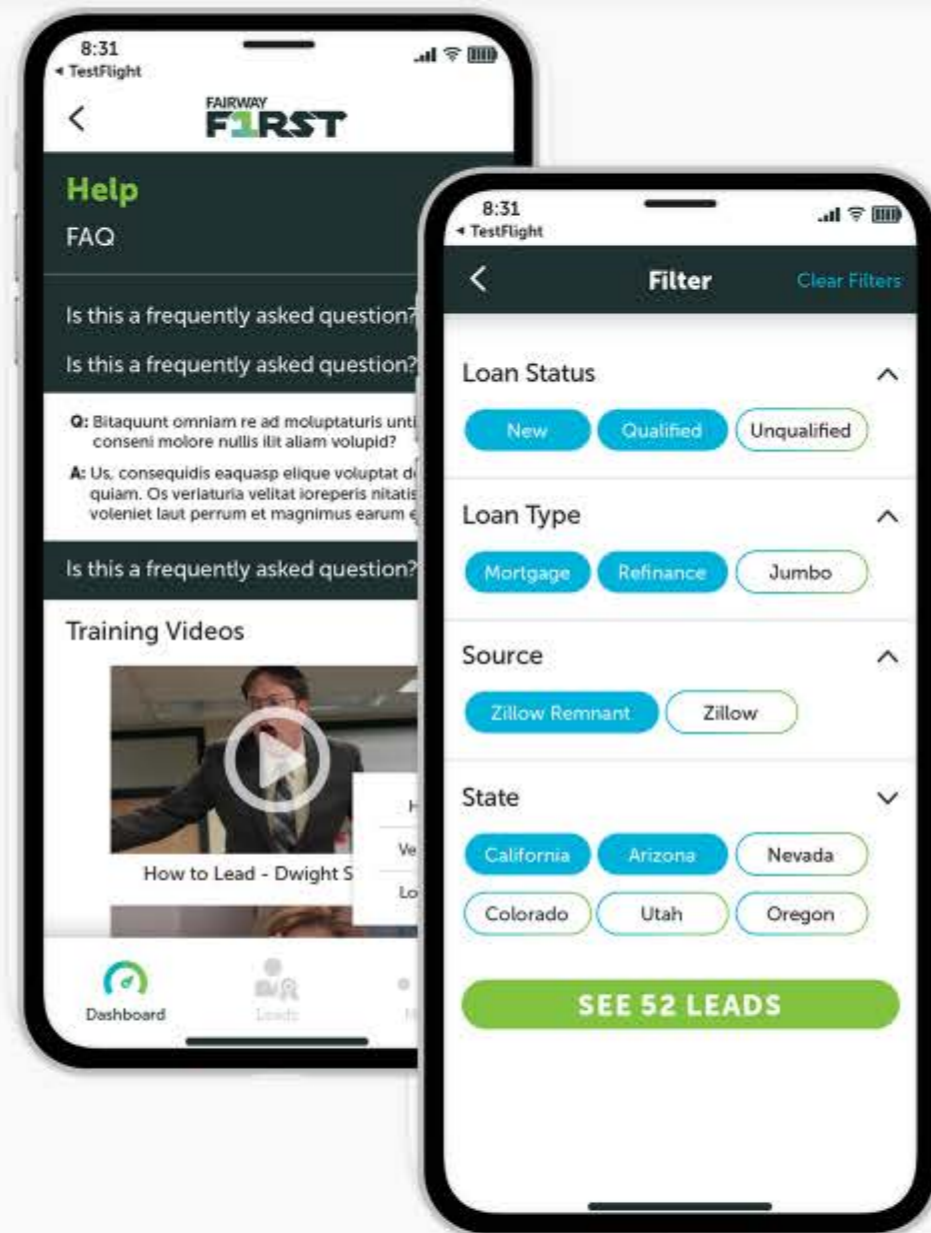 8:31
TestFlight
FAIRWAY
F1RST
Help
FAQ
Is this a frequently asked question?
Is this a frequently asked question?
Q: Bitaquunt omniam re ad moluptaturis unti
conseni molore nullis ilit aliam volupid?
A: Us, consequidis eaquasp elique voluptat d
quiam. Os veriaturia velitat ioreperis nitatis
voleniet laut perrum et magnimus earum e
Is this a frequently asked question?
Training Videos
H
Ve
How to Lead - Dwight S
Lo
Dashboard
Leads
8:31
TestFlight
Filter
Clear Filters
Loan Status
New
Qualified
Unqualified
Loan Type
Mortgage
Refinance
Jumbo
Source
Zillow Remnant
Zillow
State
California
Arizona
Nevada
Colorado
Utah
Oregon
SEE 52 LEADS